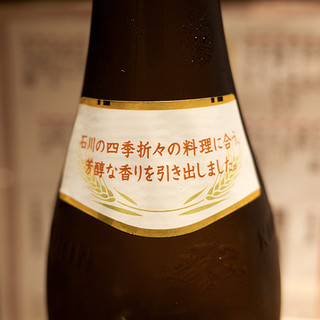 石川の四季折々の料理に合う、
芳醇な香りを引き出しました。